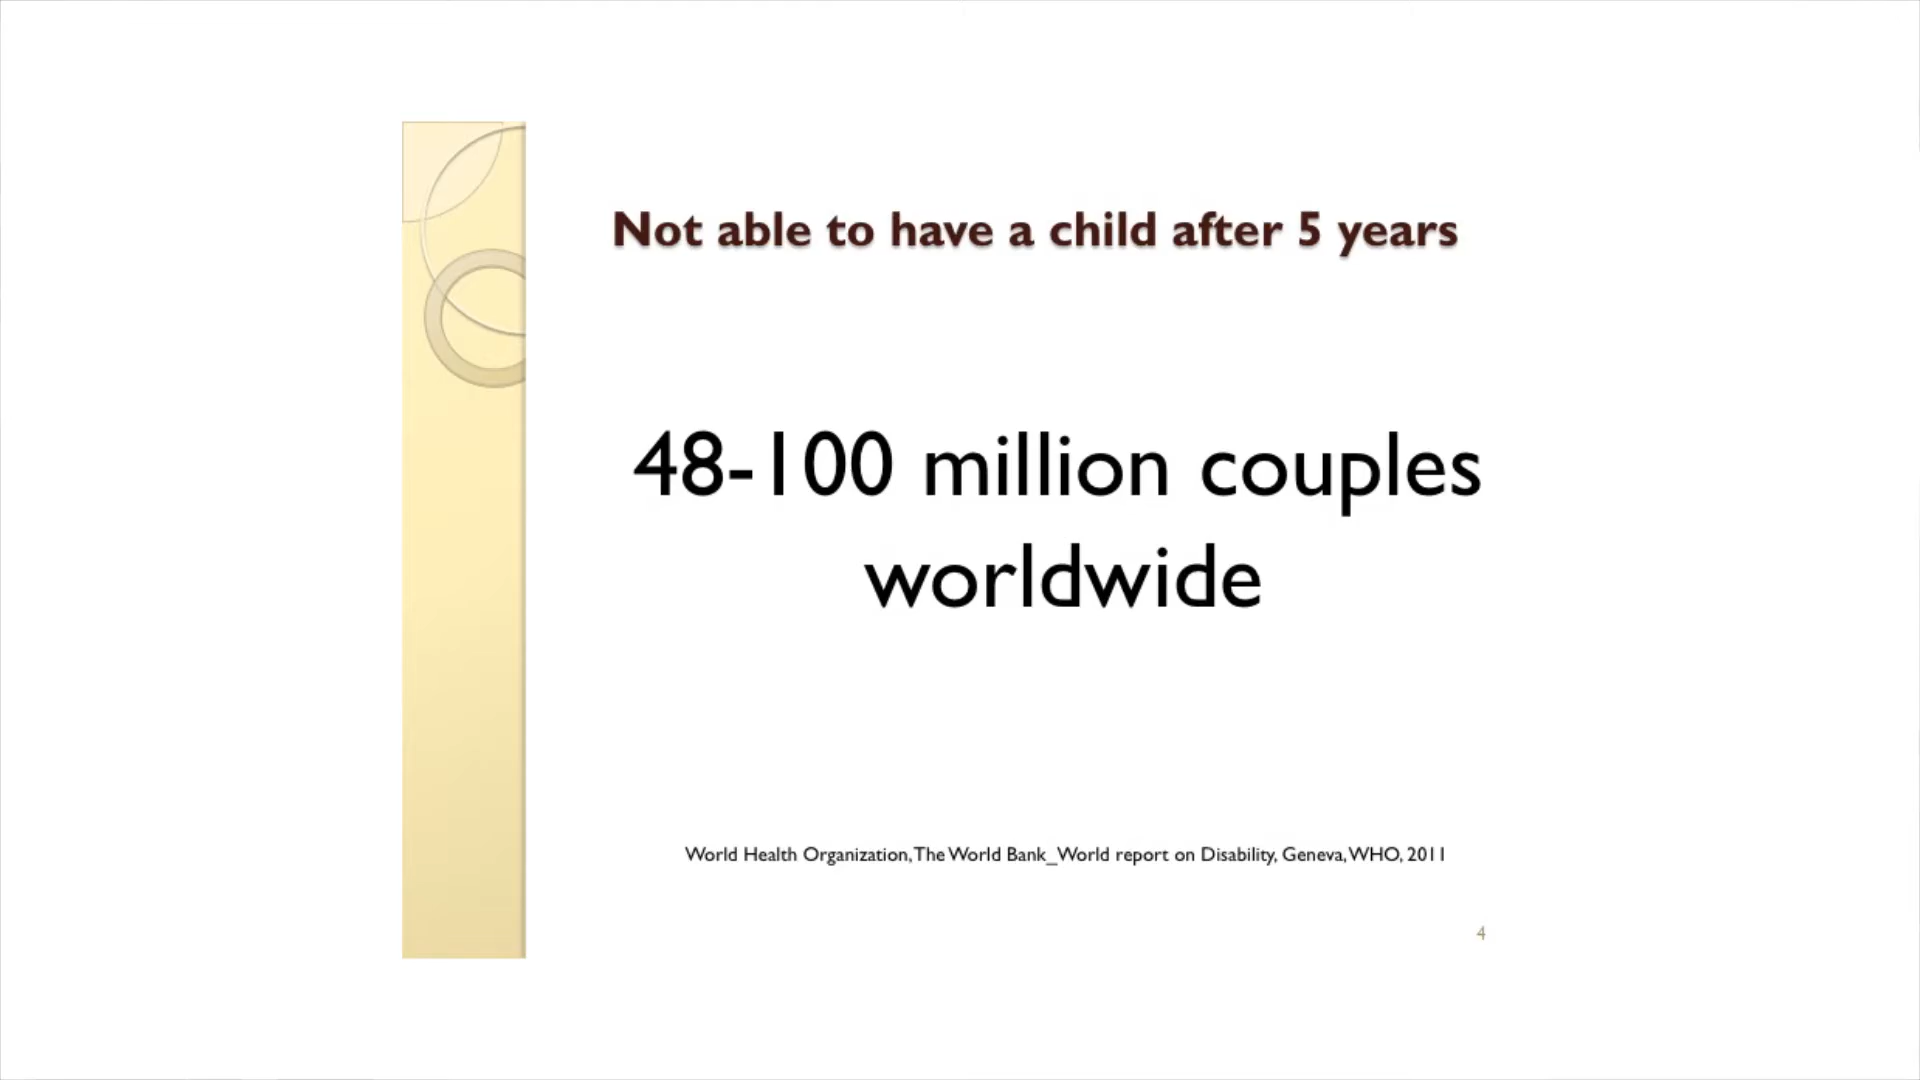 Not able to have a child after 5 years
48-100 million couples
worldwide
World Health Organization, The World Bank_World report on Disability, Geneva, WHO, 2011
4